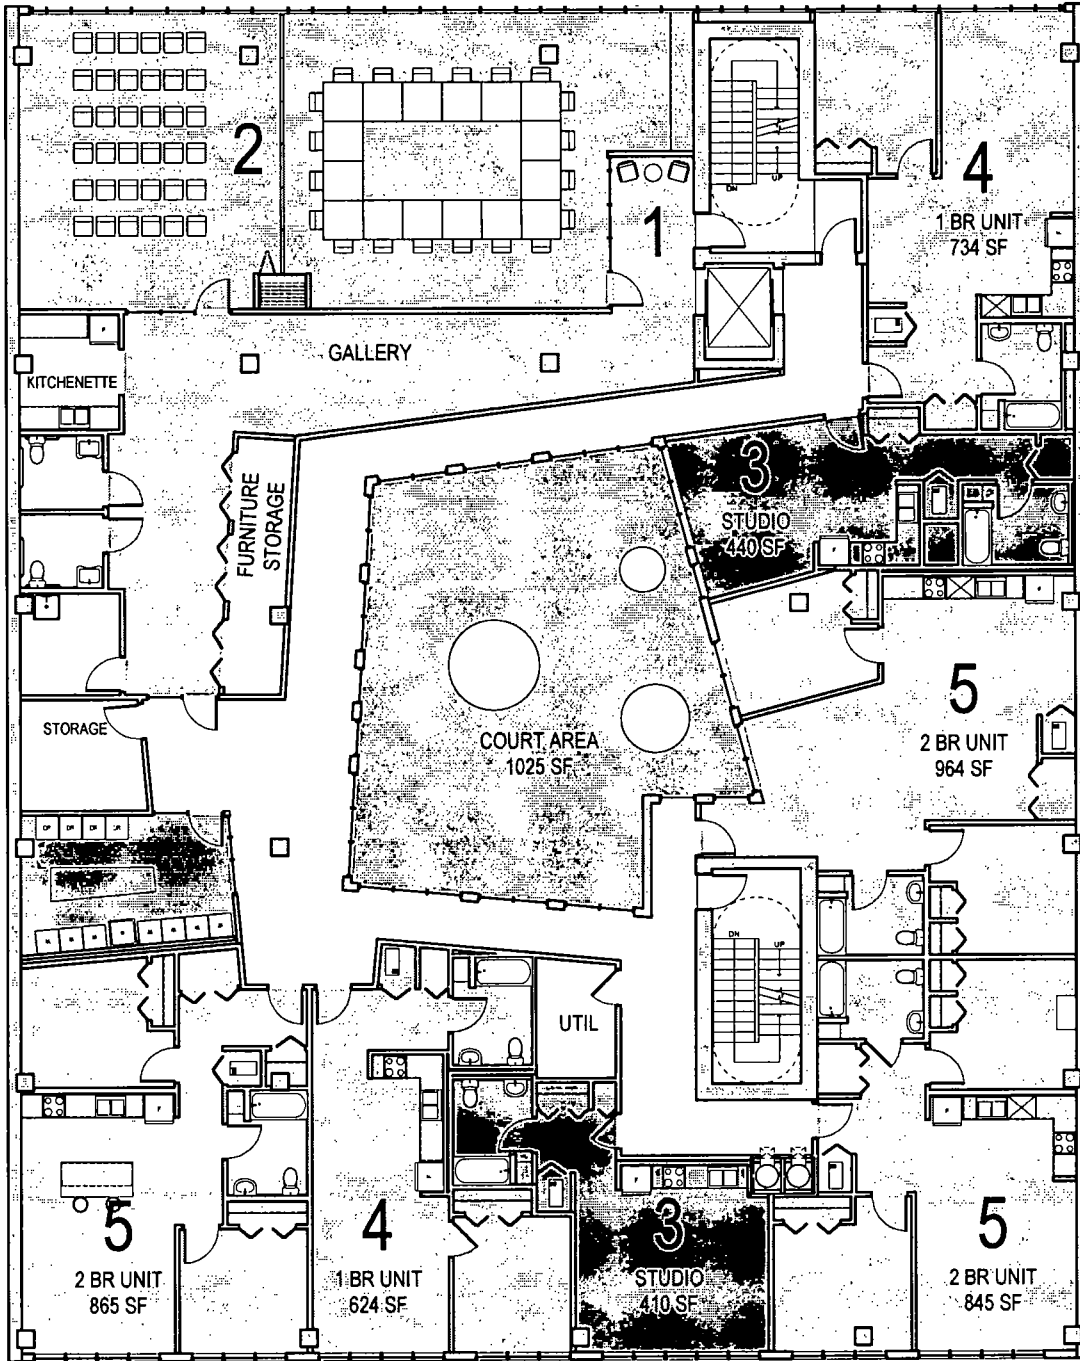 2
1
4
1 BR UNIT
734 SF
DN
UP
GALLERY
KITCHENETTE
3
STUDIO
440 SF
FURNITURE
STORAGE
5
2 BR UNIT
964 SF
STORAGE
COURT AREA
1025 SF
DN
UP
UTIL
5
2 BR UNIT
865 SF
4
1 BR UNIT
624 SF
3
STUDIO
410 SF
5
2 BR UNIT
845 SF